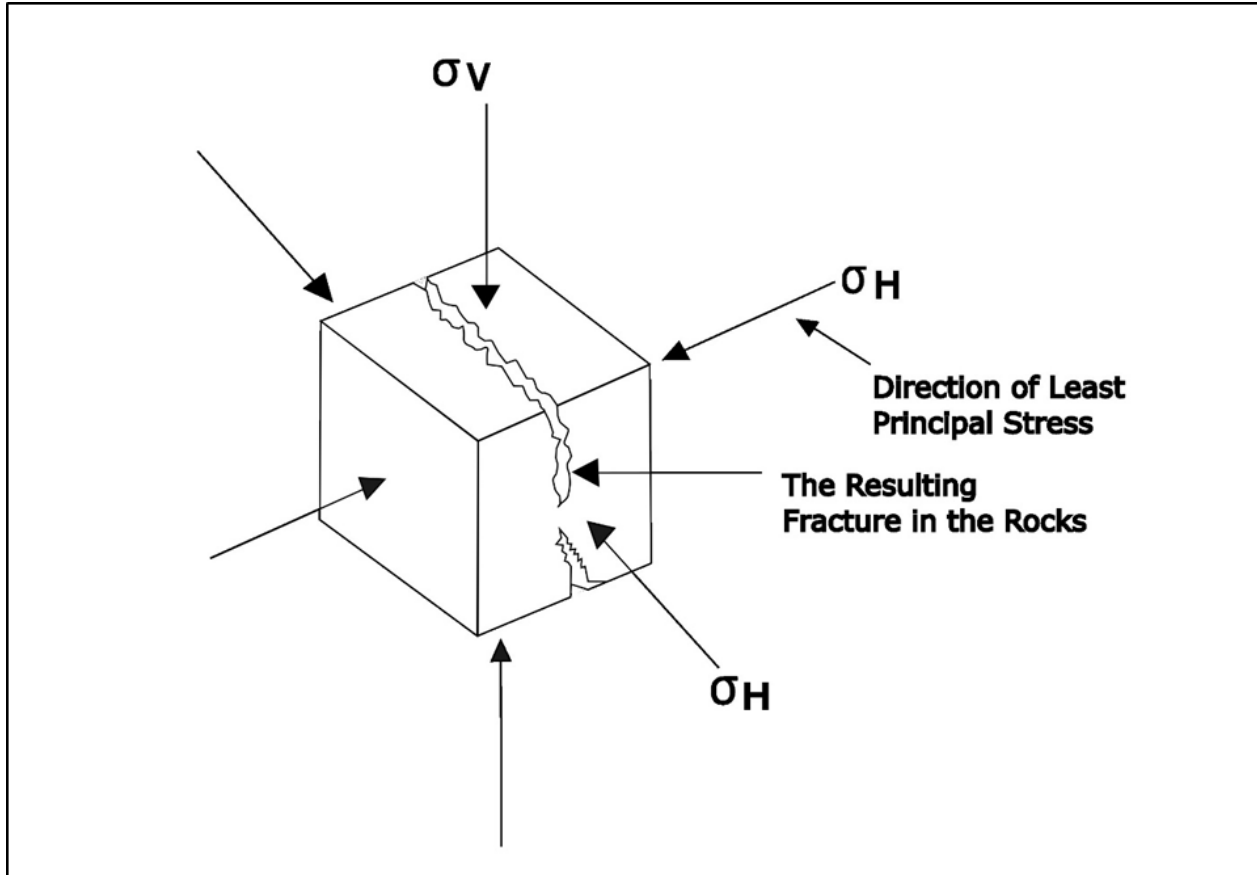 σV
σH
Direction of Least
Principal Stress
The Resulting
Fracture in the Rocks
σH